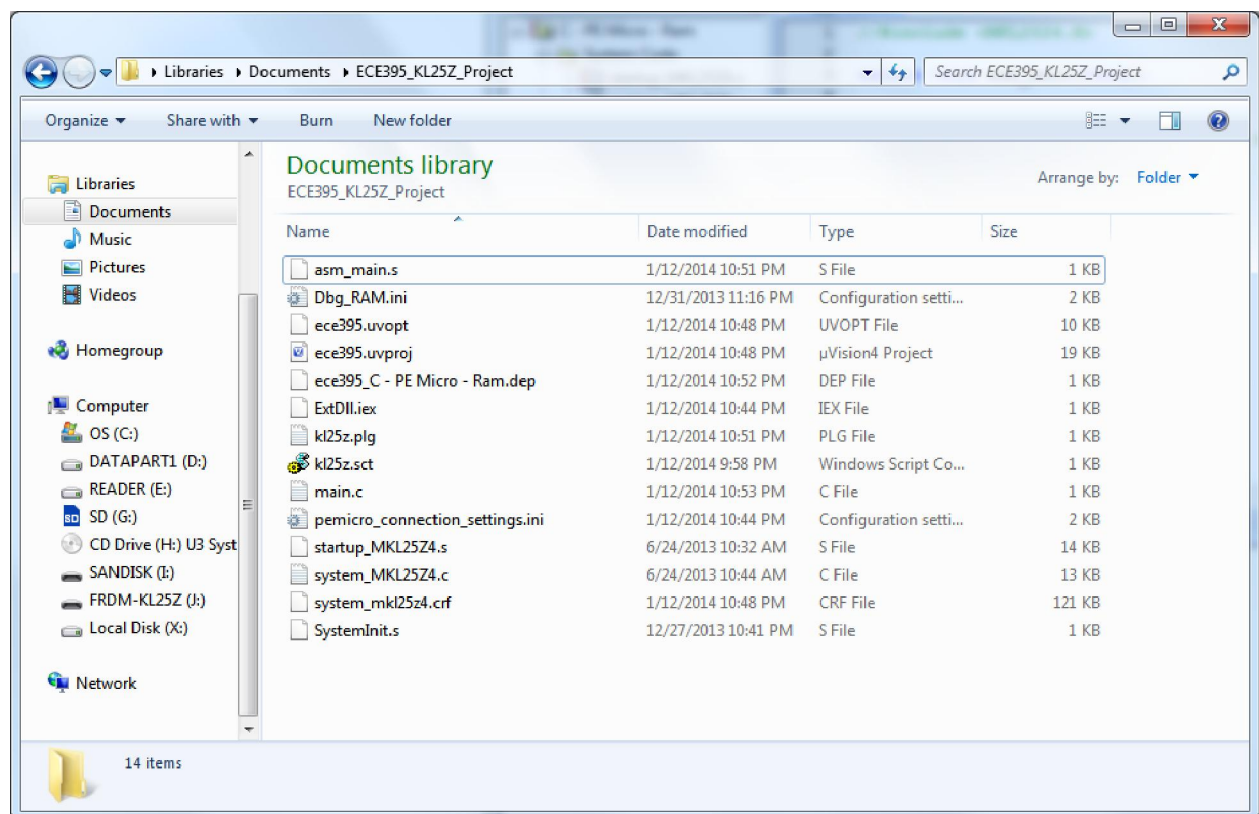 Libraries Documents ECE395_KL25Z_Project Search ECE395_KL25Z_Project
Organize Share with Burn New folder
Libraries
Documents
Music
Pictures
Videos
Homegroup
Computer
OS (C:)
DATAPART1 (D:)
READER (E:)
SD (G:)
CD Drive (H:) U3 Syst
SANDISK (I:)
FRDM-KL25Z (J:)
Local Disk (X:)
Network
Documents library
ECE395_KL25Z_Project
Arrange by: Folder
Name Date modified Type Size
asm_main.s 1/12/2014 10:51 PM S File 1 KB
Dbg_RAM.ini 12/31/2013 11:16 PM Configuration setti... 2 KB
ece395.uvopt 1/12/2014 10:48 PM UVOPT File 10 KB
ece395.uvproj 1/12/2014 10:48 PM µVision4 Project 19 KB
ece395_C - PE Micro - Ram.dep 1/12/2014 10:52 PM DEP File 1 KB
ExtDll.iex 1/12/2014 10:44 PM IEX File 1 KB
kl25z.plg 1/12/2014 10:51 PM PLG File 1 KB
kl25z.sct 1/12/2014 9:58 PM Windows Script Co... 1 KB
main.c 1/12/2014 10:53 PM C File 1 KB
pemicro_connection_settings.ini 1/12/2014 10:44 PM Configuration setti... 2 KB
startup_MKL25Z4.s 6/24/2013 10:32 AM S File 14 KB
system_MKL25Z4.c 6/24/2013 10:44 AM C File 13 KB
system_mkl25z4.crf 1/12/2014 10:48 PM CRF File 121 KB
SystemInit.s 12/27/2013 10:41 PM S File 1 KB
14 items